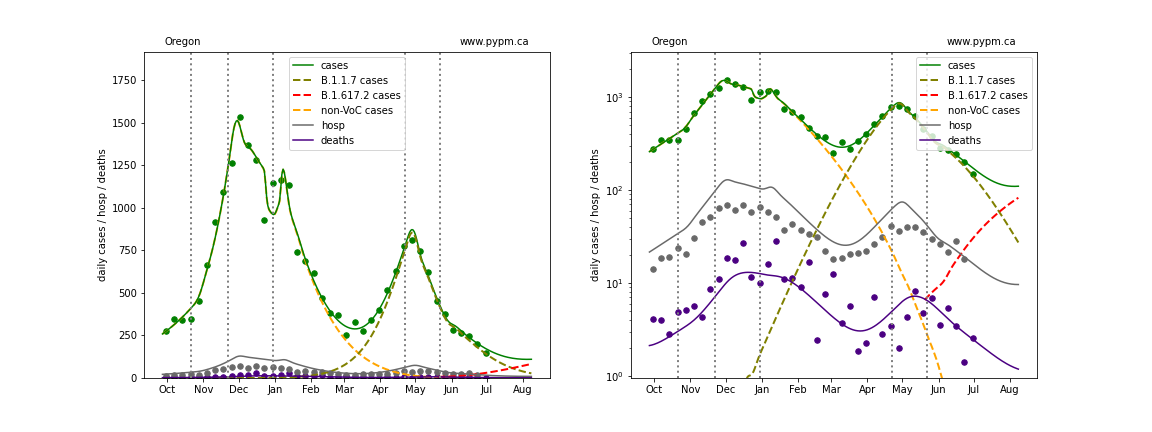 Oregon
www.pypm.ca
cases
B.1.1.7 cases
B.1.617.2 cases
non-VoC cases
hosp
deaths
daily cases / hosp / deaths
1750
1500
1250
1000
750
500
250
0
Oct Nov Dec Jan Feb Mar Apr May Jun Jul Aug
Oregon
www.pypm.ca
cases
B.1.1.7 cases
B.1.617.2 cases
non-VoC cases
hosp
deaths
daily cases / hosp / deaths
10³
10²
10¹
10⁰
Oct Nov Dec Jan Feb Mar Apr May Jun Jul Aug